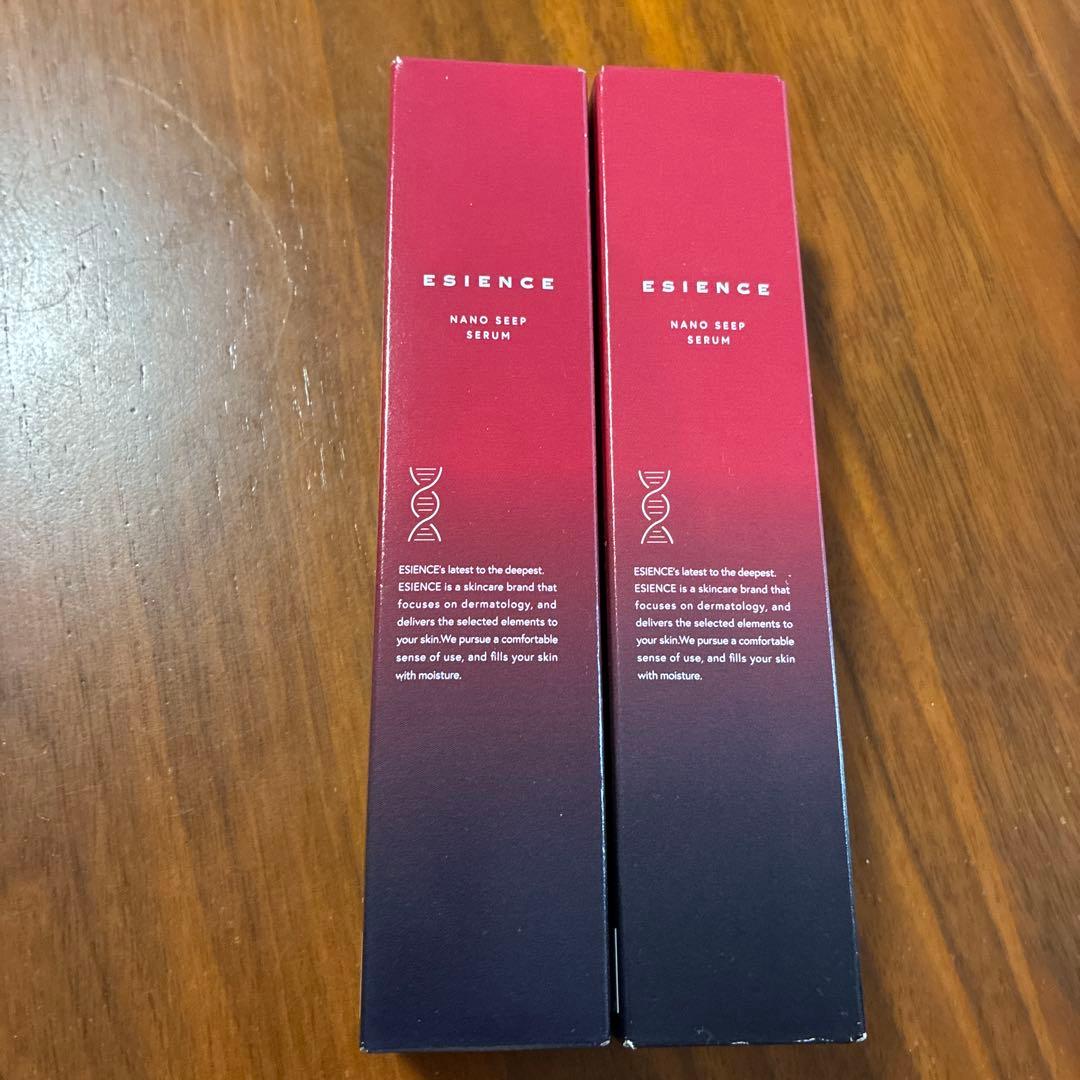 ESIENCE
NANO SEEP
SERUM
ESIENCE's latest to the deepest.
ESIENCE is a skincare brand that
focuses on dermatology, and
delivers the selected elements to
your skin.We pursue a comfortable
sense of use, and fills your skin
with moisture.
ESIENCE
NANO SEEP
SERUM
ESIENCE's latest to the deepest.
ESIENCE is a skincare brand that
focuses on dermatology, and
delivers the selected elements to
your skin.We pursue a comfortable
sense of use, and fills your skin
with moisture.